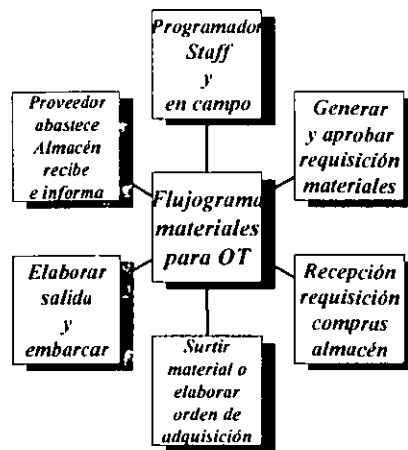 Programador
Staff
y
en campo
Proveedor
abastece
Almacén
recibe
e informa
Generar
y aprobar
requisición
materiales
Flujograma
materiales
para OT
Elaborar
salida
y
embarcar
Recepción
requisición
compras
almacén
Surtir
material o
elaborar
orden de
adquisición